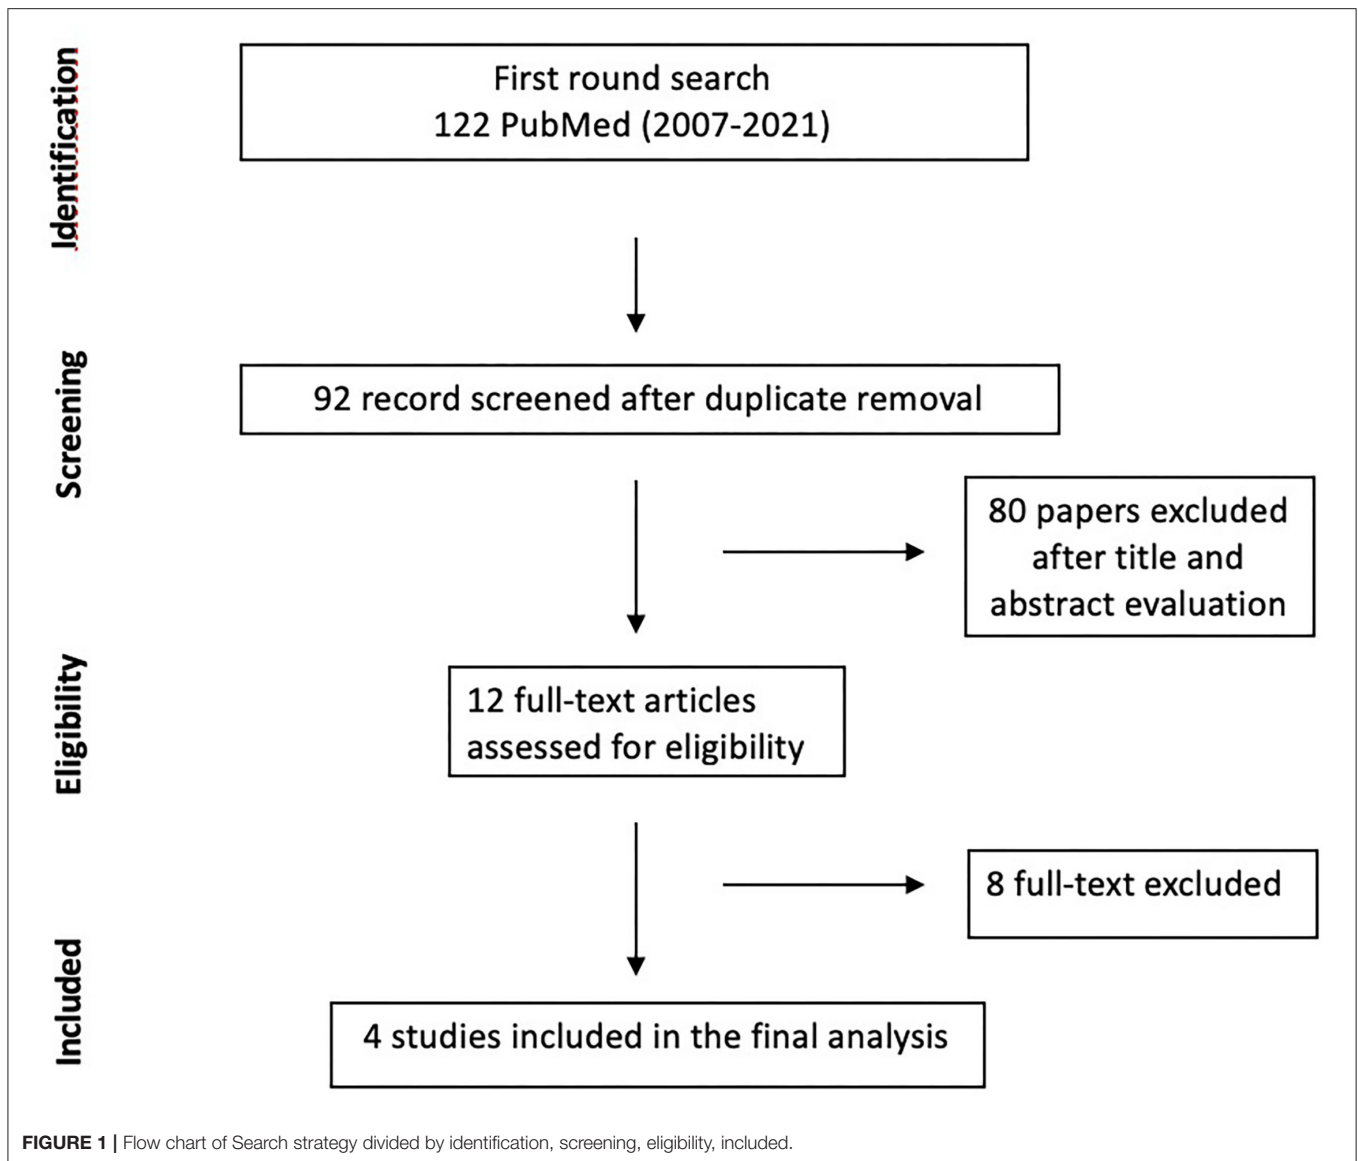 Identification
First round search
122 PubMed (2007-2021)
Screening
92 record screened after duplicate removal
80 papers excluded
after title and
abstract evaluation
Eligibility
12 full-text articles
assessed for eligibility
8 full-text excluded
Included
4 studies included in the final analysis
FIGURE 1 | Flow chart of Search strategy divided by identification, screening, eligibility, included.